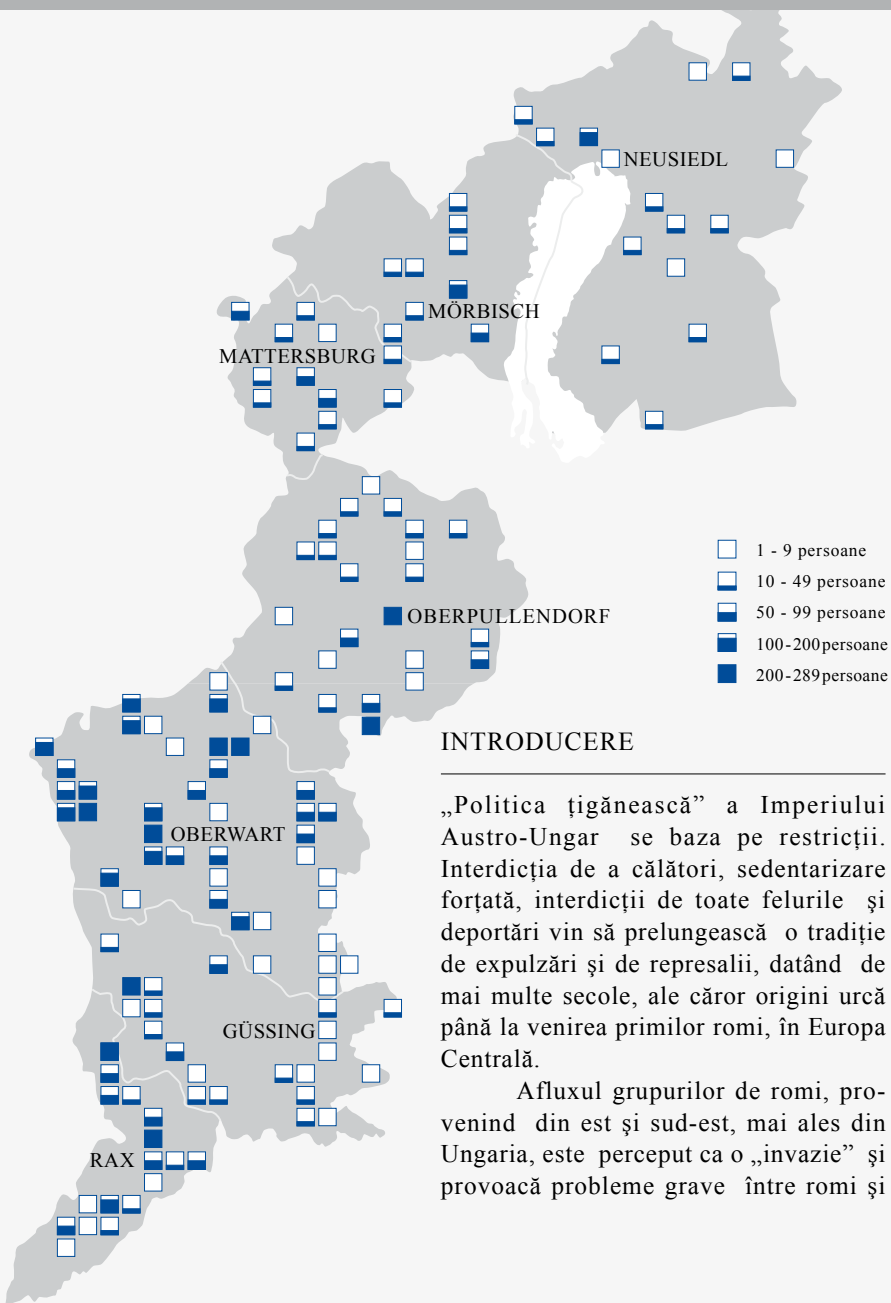 NEUSIEDL
MÖRBISCH
MATTERSBURG
OBERPULLENDORF
OBERWART
GÜSSING
RAX
1 - 9 persoane
10 - 49 persoane
50 - 99 persoane
100-200persoane
200-289persoane
INTRODUCERE
„Politica ţigănească” a Imperiului
Austro-Ungar se baza pe restricţii.
Interdicţia de a călători, sedentarizare
forţată, interdicţii de toate felurile şi
deportări vin să prelungească o tradiţie
de expulzări şi de represalii, datând de
mai multe secole, ale căror origini urcă
până la venirea primilor romi, în Europa
Centrală.
Afluxul grupurilor de romi, pro-
venind din est şi sud-est, mai ales din
Ungaria, este perceput ca o „invazie” şi
provoacă probleme grave între romi şi